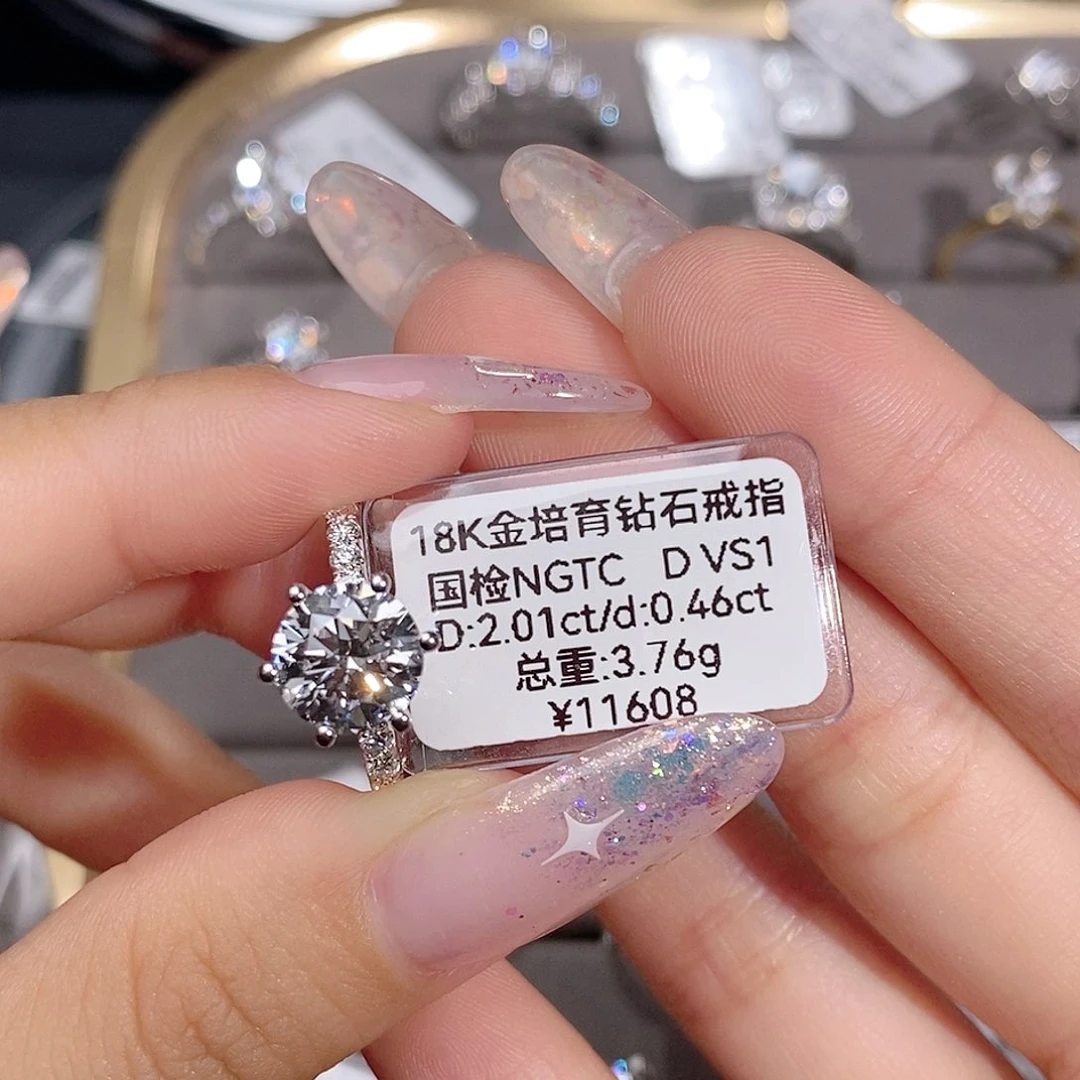 18K金培育钻石戒指
国检NGTC D VS1
D:2.01ct/d:0.46ct
总重:3.76g
¥11608